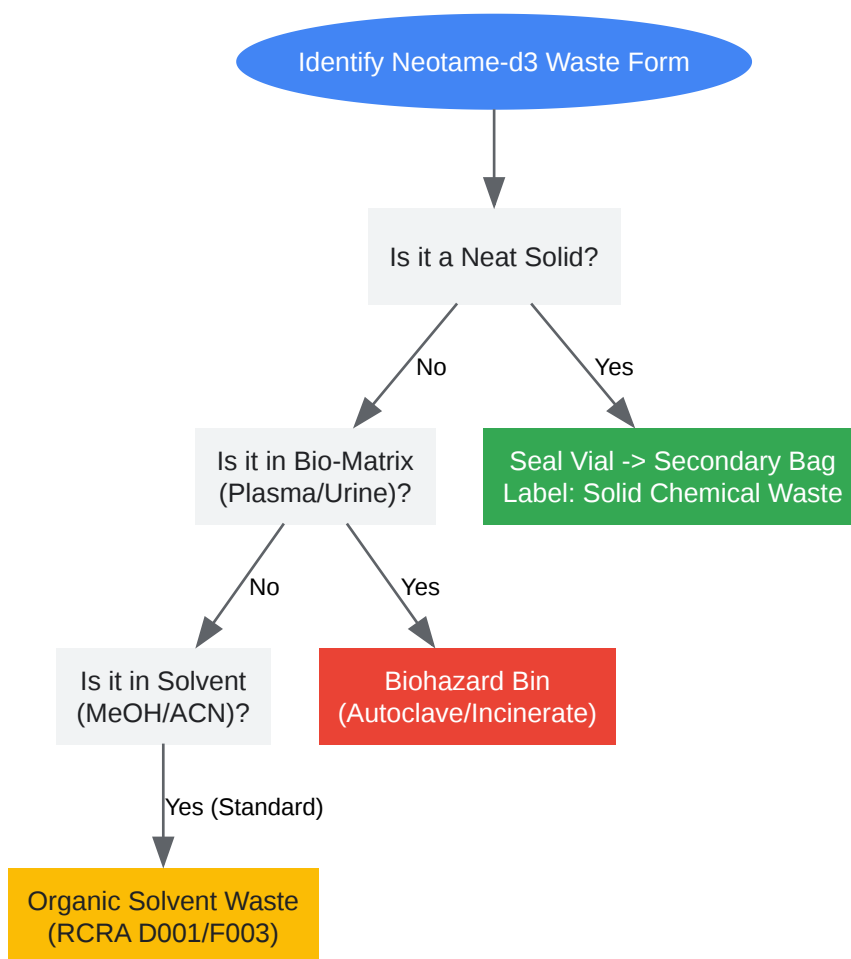 Identify Neotame-d3 Waste Form
Is it a Neat Solid?
No
Yes
Is it in Bio-Matrix
(Plasma/Urine)?
Seal Vial -> Secondary Bag
Label: Solid Chemical Waste
No
Yes
Is it in Solvent
(MeOH/ACN)?
Biohazard Bin
(Autoclave/Incinerate)
Yes (Standard)
Organic Solvent Waste
(RCRA D001/F003)